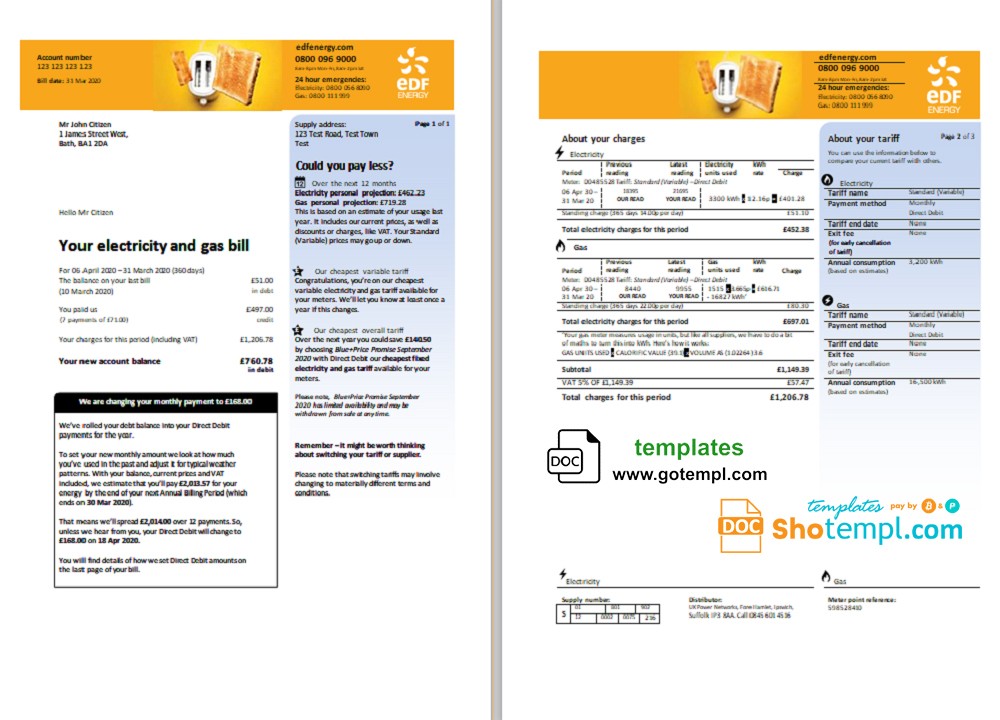 Account number
123 123 123 123
Bill date: 31 Mar 2020
edfenergy.com
0800 096 9000
8am-8pm Mon-Fri, 8am-2pm Sat
24 hour emergencies:
Electricity: 0800 056 8090
Gas: 0800 111 999
eDF
ENERGY
Mr John Citizen
1 James Street West,
Bath, BA1 2DA
Hello Mr Citizen
Your electricity and gas bill
For 06 April 2020 – 31 March 2020 (360 days)
The balance on your last bill £51.00
(10 March 2020) in debt
You paid us £497.00
(7 payments of £71.00) credit
Your charges for this period (including VAT) £1,206.78
Your new account balance £760.78
in debt
We are changing your monthly payment to £168.00
We've rolled your debt balance into your Direct Debit
payments for the year.
To set your new monthly amount we look at how much
you've used in the past and adjust it for typical weather
patterns. With your balance, current prices and VAT
included, we estimate that you'll pay £2,013.57 for your
energy by the end of your next Annual Billing Period (which
ends on 30 Mar 2020).
That means we'll spread £2,014.00 over 12 payments. So,
unless we hear from you, your Direct Debit will change to
£168.00 on 18 Apr 2020.
You will find details of how we set Direct Debit amounts on
the last page of your bill.
Supply address: Page 1 of 1
123 Test Road, Test Town
Test
Could you pay less?
12 Over the next 12 months
Electricity personal projection: £462.23
Gas personal projection: £719.28
This is based on an estimate of your usage last
year. It includes our current prices, as well as
discounts or charges, like VAT. Your Standard
(Variable) prices may go up or down.
Our cheapest variable tariff
Congratulations, you're on our cheapest
variable electricity and gas tariff available for
your meters. We'll let you know at least once a
year if this changes.
£ Our cheapest overall tariff
Over the next year you could save £140.50
by choosing Blue+Price Promise September
2020 with Direct Debit our cheapest fixed
electricity and gas tariff available for your
meters.
Please note, Blue+Price Promise September
2020 has limited availability and may be
withdrawn from sale at any time.
Remember – it might be worth thinking
about switching your tariff or supplier.
Please note that switching tariffs may involve
changing to materially different terms and
conditions.
edfenergy.com
0800 096 9000
8am-8pm Mon-Fri, 8am-2pm Sat
24 hour emergencies:
Electricity: 0800 056 8090
Gas: 0800 111 999
eDF
ENERGY
About your charges
Electricity
Period Previous reading Latest reading Electricity units used kWh rate Charge
Meter: 00485528 Tariff: Standard (Variable) – Direct Debit
06 Apr 20 – 18395 21695
31 Mar 20 OUR READ YOUR READ 3300 kWh 12.16p £401.28
Standing charge (365 days 14.00p per day) £51.10
Total electricity charges for this period £452.38
Gas
Period Previous reading Latest reading Gas units used kWh rate Charge
Meter: 00485528 Tariff: Standard (Variable) – Direct Debit
06 Apr 20 – 8440 9955 1515 3.665p £616.71
31 Mar 20 OUR READ YOUR READ - 16827 kWh*
Standing charge (365 days 22.00p per day) £80.30
Total electricity charges for this period £697.01
*Your gas meter measures usage in units, but like all suppliers, we have to do a bit
of maths to turn this into kWh. Here's how it works:
GAS UNITS USED CALORIFIC VALUE (39.1) VOLUME AS (1.02264) 3.6
Subtotal £1,149.39
VAT 5% OF £1,149.39 £57.47
Total charges for this period £1,206.78
About your tariff Page 2 of 3
You can use the information below to
compare your current tariff with others.
Electricity
Tariff name Standard (Variable)
Payment method Monthly
Direct Debit
Tariff end date None
Exit fee None
(for early cancellation
of tariff)
Annual consumption 3,200 kWh
(based on estimates)
Gas
Tariff name Standard (Variable)
Payment method Monthly
Direct Debit
Tariff end date None
Exit fee None
(for early cancellation
of tariff)
Annual consumption 16,500 kWh
(based on estimates)
DOC
templates
www.gotempl.com
DOC
templates pay by B & P
Shotempl.com
Electricity
Supply number:
S 01 801 902
12 0002 0075 216
Distributor:
UK Power Networks, Fore Hamlet, Ipswich,
Suffolk IP3 8AA. Call 0845 601 4516
Gas
Meter point reference:
598528410